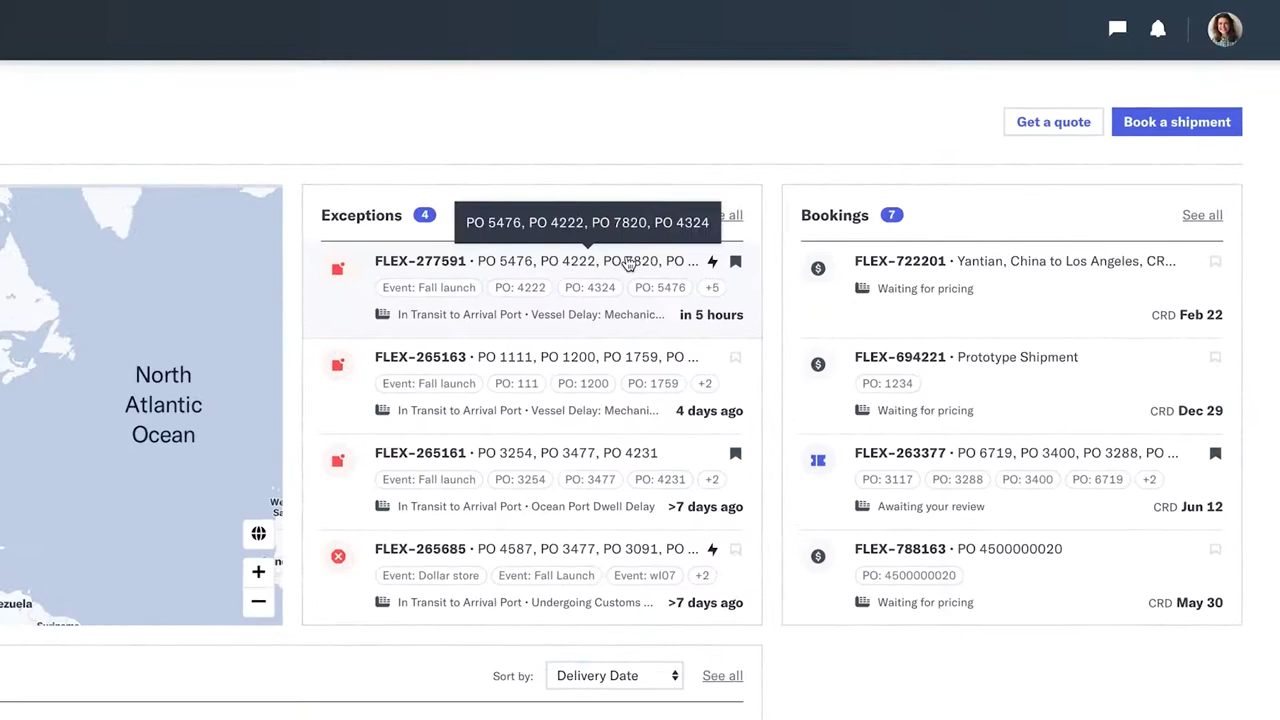 Get a quote
Book a shipment
North
Atlantic
Ocean
Exceptions 4
all
PO 5476, PO 4222, PO 7820, PO 4324
FLEX-277591 • PO 5476, PO 4222, PO 7820, PO ...
Event: Fall launch PO: 4222 PO: 4324 PO: 5476 +5
In Transit to Arrival Port • Vessel Delay: Mechanic... in 5 hours
FLEX-265163 • PO 1111, PO 1200, PO 1759, PO ...
Event: Fall launch PO: 111 PO: 1200 PO: 1759 +2
In Transit to Arrival Port • Vessel Delay: Mechani... 4 days ago
FLEX-265161 • PO 3254, PO 3477, PO 4231
Event: Fall launch PO: 3254 PO: 3477 PO: 4231 +2
In Transit to Arrival Port • Ocean Port Dwell Delay >7 days ago
FLEX-265685 • PO 4587, PO 3477, PO 3091, PO ...
Event: Dollar store Event: Fall Launch Event: wl07 +2
In Transit to Arrival Port • Undergoing Customs ... >7 days ago
Bookings 7
See all
FLEX-722201 • Yantian, China to Los Angeles, CR...
Waiting for pricing
CRD Feb 22
FLEX-694221 • Prototype Shipment
PO: 1234
Waiting for pricing CRD Dec 29
FLEX-263377 • PO 6719, PO 3400, PO 3288, PO ...
PO: 3117 PO: 3288 PO: 3400 PO: 6719 +2
Awaiting your review CRD Jun 12
FLEX-788163 • PO 4500000020
PO: 4500000020
Waiting for pricing CRD May 30
+
−
Sort by: Delivery Date See all